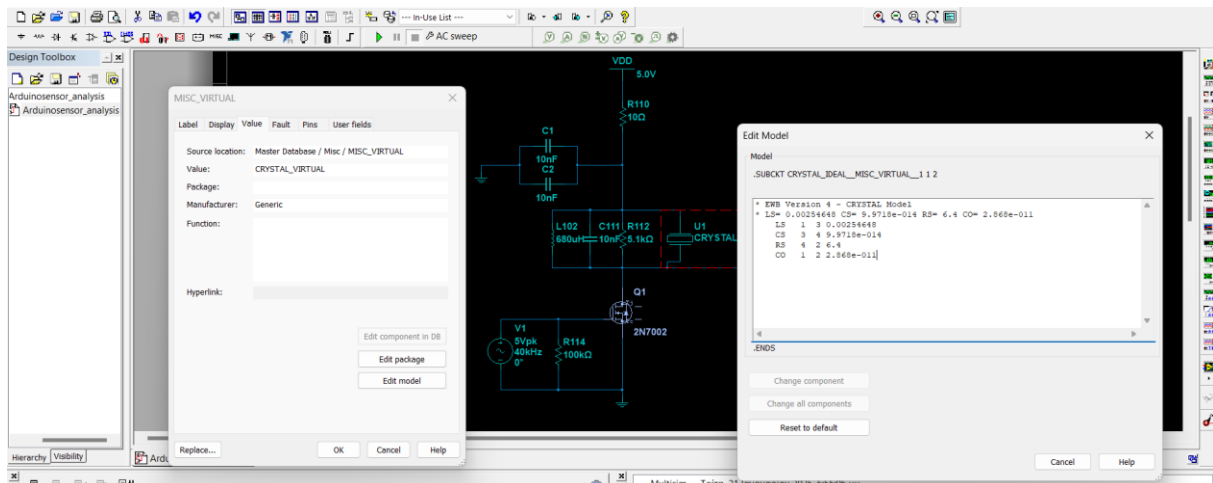 --- In-Use List ---
MISC
AC sweep
Design Toolbox
Arduinosensor_analysis
Arduinosensor_analysis
Hierarchy
Visibility
MISC_VIRTUAL
Label
Display
Value
Fault
Pins
User fields
Source location: Master Database / Misc / MISC_VIRTUAL
Value: CRYSTAL_VIRTUAL
Package:
Manufacturer: Generic
Function:
Hyperlink:
Edit component in DB
Edit package
Edit model
Replace...
OK
Cancel
Help
VDD
5.0V
R110
10Ω
C1
10nF
C2
10nF
L102
680uH
C111
10nF
R112
5.1kΩ
U1
CRYSTAL
Q1
2N7002
V1
5Vpk
40kHz
0°
R114
100kΩ
Edit Model
Model
.SUBCKT CRYSTAL_IDEAL__MISC_VIRTUAL__1 1 2
* EWB Version 4 - CRYSTAL Model
* LS= 0.00254648 CS= 9.9718e-014 RS= 6.4 CO= 2.868e-011
LS 1 3 0.00254648
CS 3 4 9.9718e-014
RS 4 2 6.4
CO 1 2 2.868e-011
.ENDS
Change component
Change all components
Reset to default
Cancel
Help